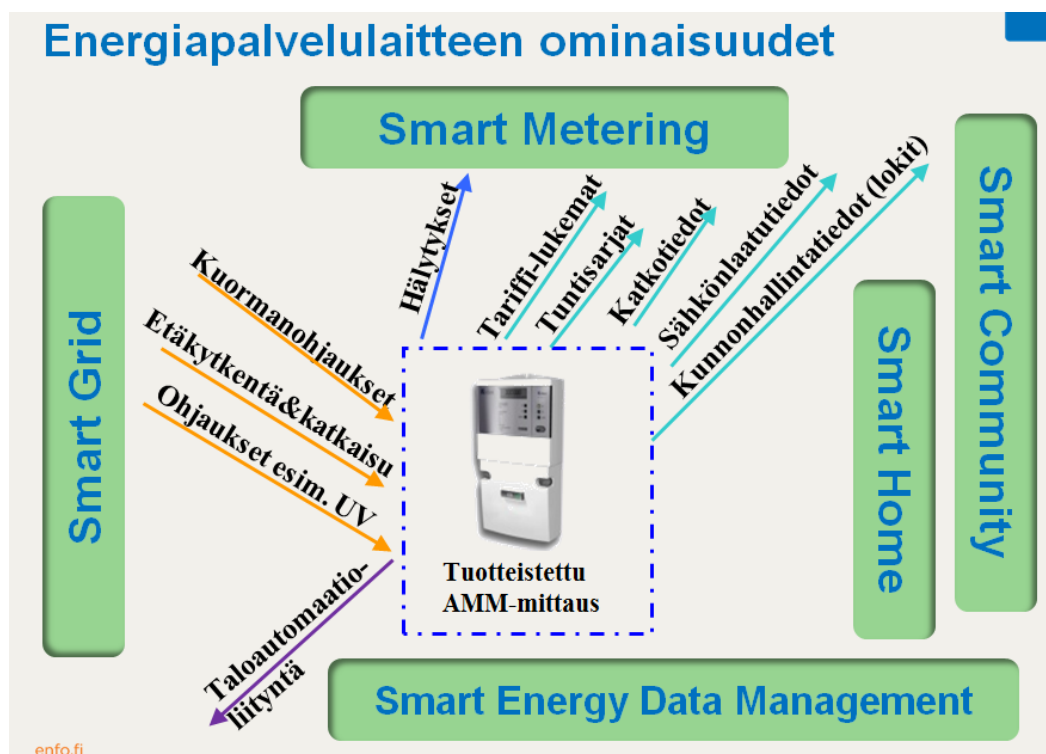 Energiapalvelulaitteen ominaisuudet
Smart Metering
Smart Community
Smart Grid
Smart Home
Kuormanohjaukset
Etäkytkentä&katkaisu
Ohjaukset esim. UV
Hälytykset
Tariffi-lukemat
Tuntisarjat
Katkotiedot
Sähkönlaatutiedot
Kunnonhallintatiedot (lokit)
Tuotteistettu
AMM-mittaus
Taloautomaatio-
liityntä
Smart Energy Data Management
enfo.fi